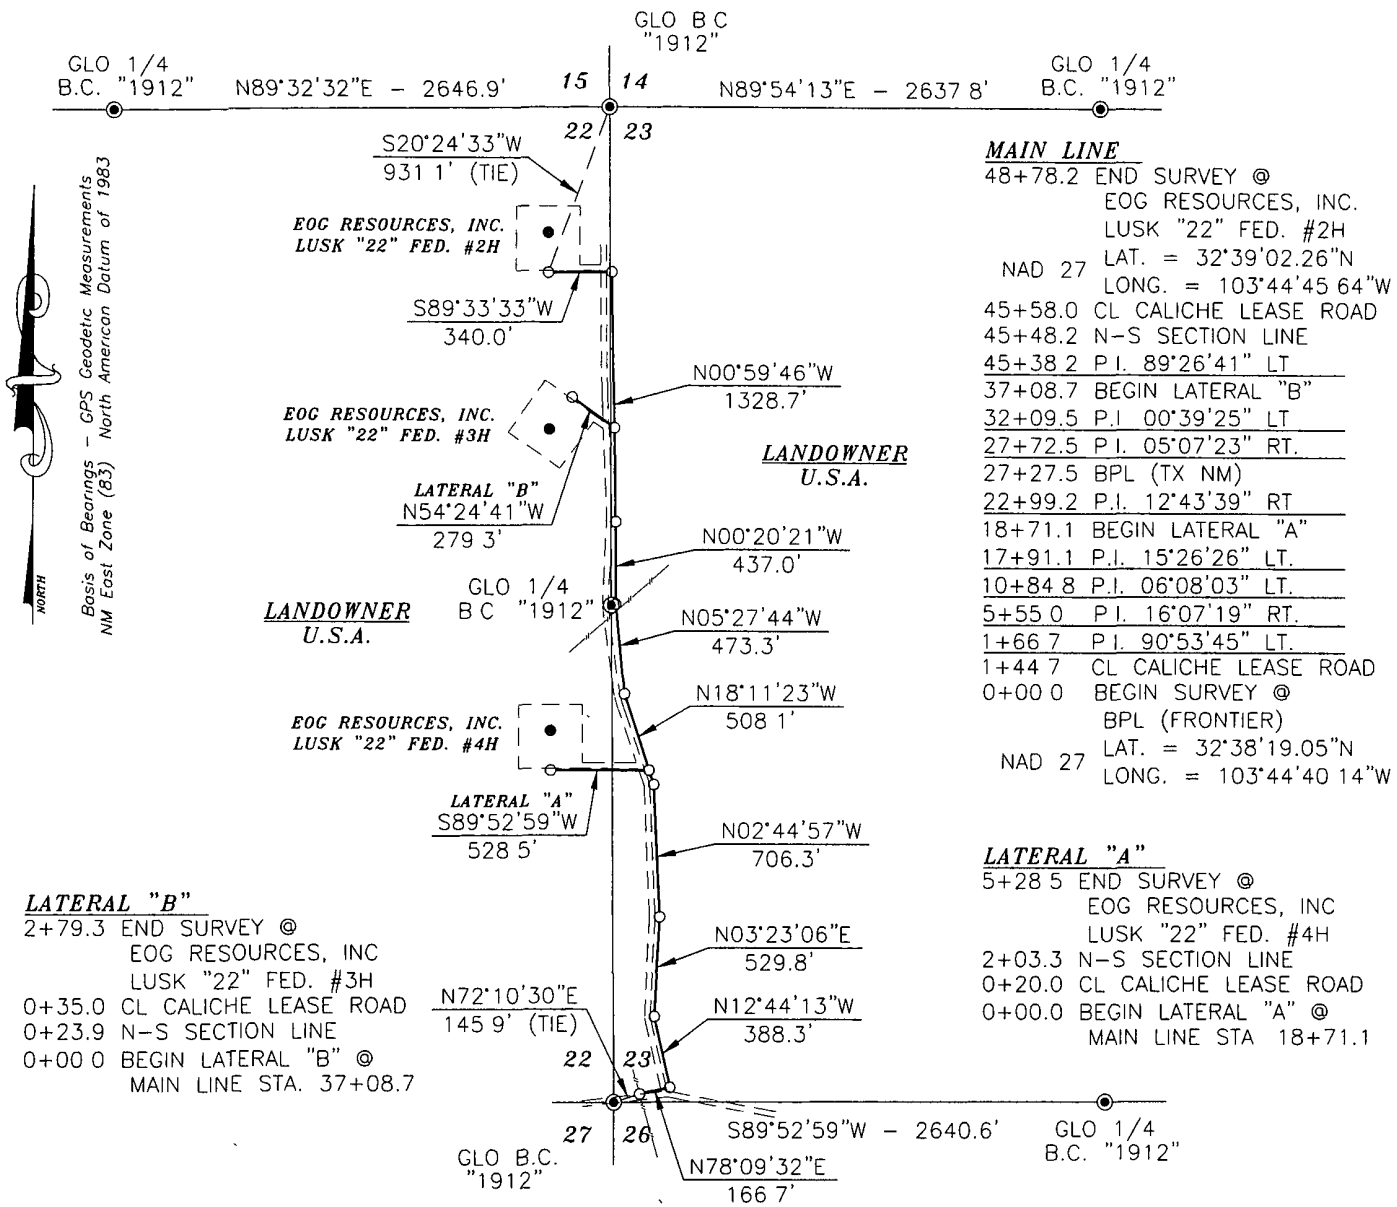 GLO B C
"1912"
GLO 1/4
B.C. "1912"
N89°32'32"E - 2646.9'
15 14
N89°54'13"E - 2637 8'
GLO 1/4
B.C. "1912"
22 23
S20°24'33"W
931 1' (TIE)
EOG RESOURCES, INC.
LUSK "22" FED. #2H
S89°33'33"W
340.0'
N00°59'46"W
1328.7'
EOG RESOURCES, INC.
LUSK "22" FED. #3H
LANDOWNER
U.S.A.
LATERAL "B"
N54°24'41"W
279 3'
N00°20'21"W
437.0'
GLO 1/4
B C "1912"
LANDOWNER
U.S.A.
N05°27'44"W
473.3'
N18°11'23"W
508 1'
EOG RESOURCES, INC.
LUSK "22" FED. #4H
LATERAL "A"
S89°52'59"W
528 5'
N02°44'57"W
706.3'
N03°23'06"E
529.8'
N72°10'30"E
145 9' (TIE)
N12°44'13"W
388.3'
22 23
27 26
S89°52'59"W - 2640.6'
GLO 1/4
B.C. "1912"
GLO B.C.
"1912"
N78°09'32"E
166 7'
Basis of Bearings - GPS Geodetic Measurements
NM East Zone (83) North American Datum of 1983
NORTH
MAIN LINE
48+78.2 END SURVEY @
EOG RESOURCES, INC.
LUSK "22" FED. #2H
NAD 27 LAT. = 32°39'02.26"N
LONG. = 103°44'45 64"W
45+58.0 CL CALICHE LEASE ROAD
45+48.2 N-S SECTION LINE
45+38 2 P.I. 89°26'41" LT
37+08.7 BEGIN LATERAL "B"
32+09.5 P.I 00°39'25" LT
27+72.5 P.I. 05°07'23" RT.
27+27.5 BPL (TX NM)
22+99.2 P.I. 12°43'39" RT
18+71.1 BEGIN LATERAL "A"
17+91.1 P.I. 15°26'26" LT.
10+84 8 P.I. 06°08'03" LT.
5+55 0 P I. 16°07'19" RT.
1+66 7 P I. 90°53'45" LT.
1+44 7 CL CALICHE LEASE ROAD
0+00 0 BEGIN SURVEY @
BPL (FRONTIER)
NAD 27 LAT. = 32°38'19.05"N
LONG. = 103°44'40 14"W
LATERAL "A"
5+28 5 END SURVEY @
EOG RESOURCES, INC
LUSK "22" FED. #4H
2+03.3 N-S SECTION LINE
0+20.0 CL CALICHE LEASE ROAD
0+00.0 BEGIN LATERAL "A" @
MAIN LINE STA 18+71.1
LATERAL "B"
2+79.3 END SURVEY @
EOG RESOURCES, INC
LUSK "22" FED. #3H
0+35.0 CL CALICHE LEASE ROAD
0+23.9 N-S SECTION LINE
0+00 0 BEGIN LATERAL "B" @
MAIN LINE STA. 37+08.7